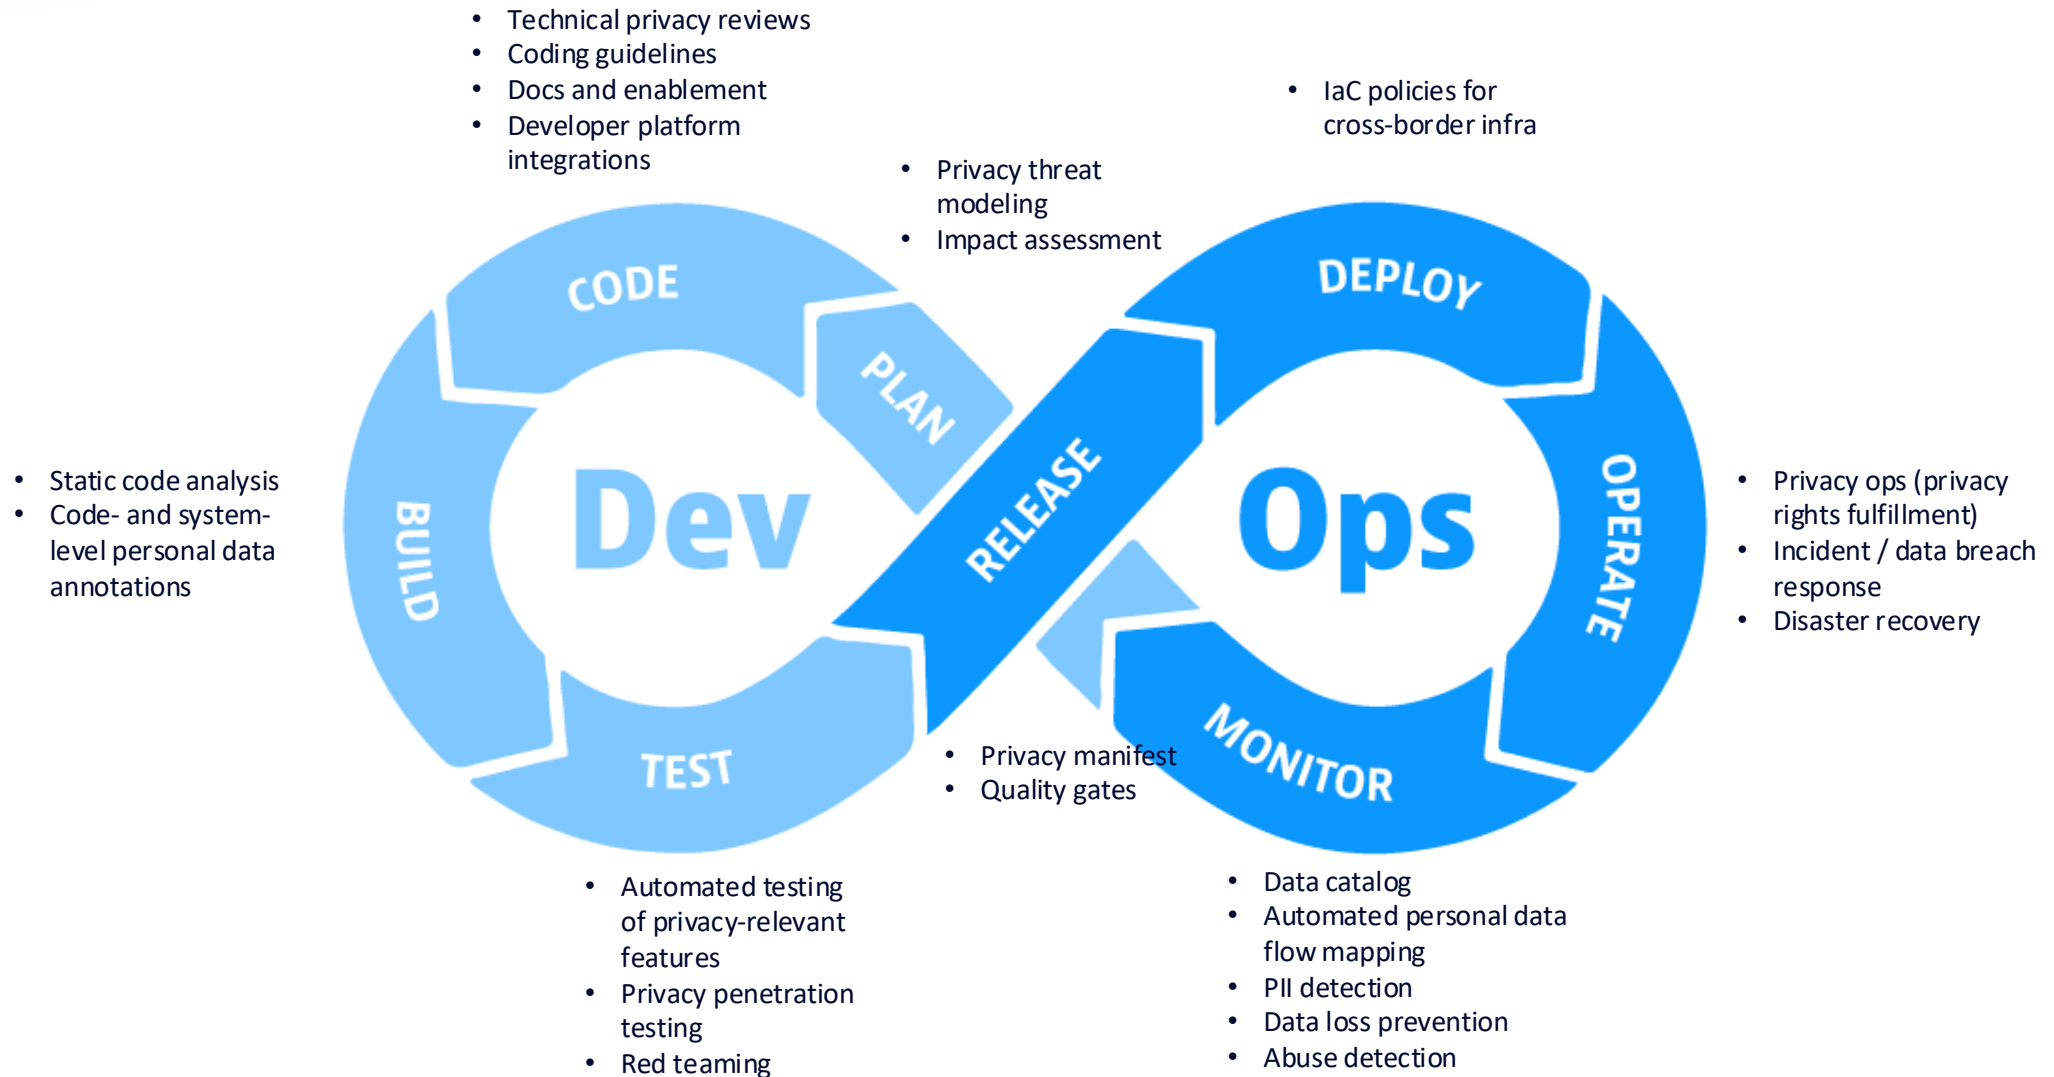 • Technical privacy reviews
• Coding guidelines
• Docs and enablement
• Developer platform
integrations
• IaC policies for
cross-border infra
• Privacy threat
modeling
• Impact assessment
CODE
PLAN
DEPLOY
BUILD
Dev
RELEASE
Ops
OPERATE
TEST
MONITOR
• Static code analysis
• Code- and system-
level personal data
annotations
• Privacy ops (privacy
rights fulfillment)
• Incident / data breach
response
• Disaster recovery
• Privacy manifest
• Quality gates
• Automated testing
of privacy-relevant
features
• Privacy penetration
testing
• Red teaming
• Data catalog
• Automated personal data
flow mapping
• PII detection
• Data loss prevention
• Abuse detection